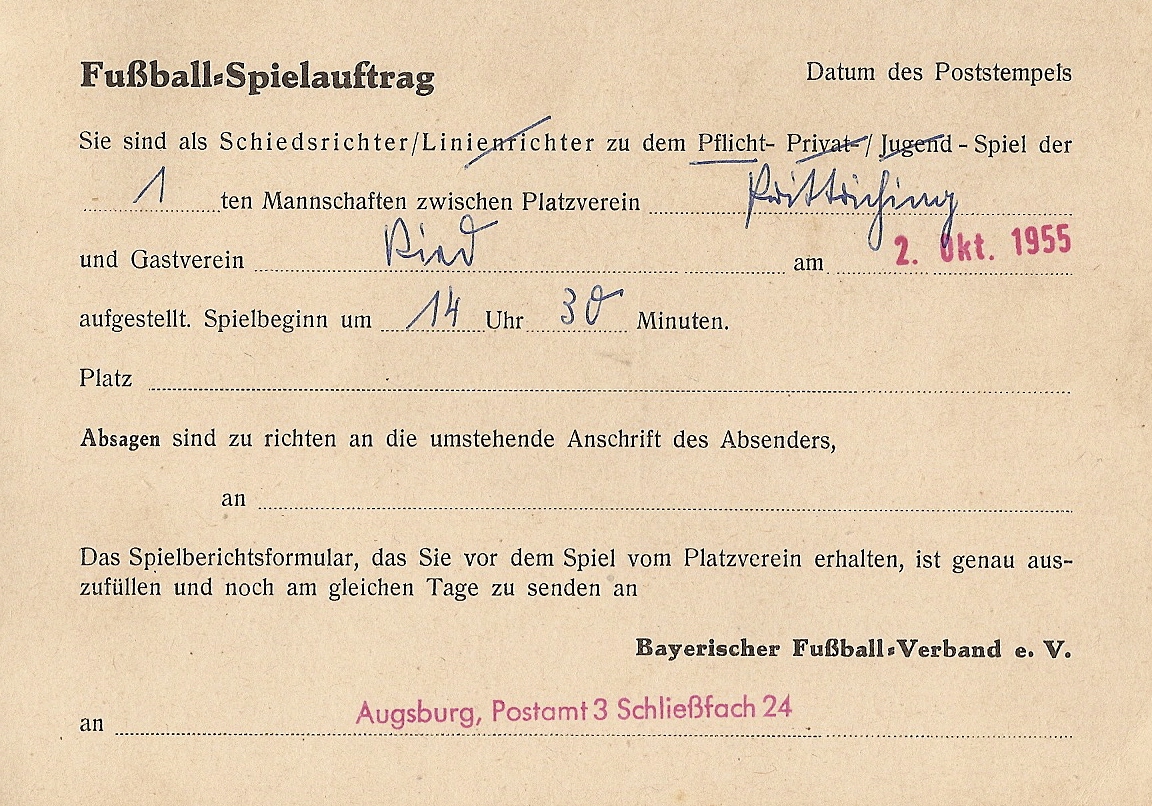 Fußball-Spielauftrag
Datum des Poststempels
Sie sind als Schiedsrichter/Linienrichter zu dem Pflicht- Privat-/Jugend-Spiel der
1 ten Mannschaften zwischen Platzverein Prittriching
und Gastverein Ried am 2. Okt. 1955
aufgestellt. Spielbeginn um 14 Uhr 30 Minuten.
Platz
Absagen sind zu richten an die umstehende Anschrift des Absenders,
an
Das Spielberichtsformular, das Sie vor dem Spiel vom Platzverein erhalten, ist genau aus-
zufüllen und noch am gleichen Tage zu senden an
Bayerischer Fußball-Verband e. V.
an Augsburg, Postamt 3 Schließfach 24